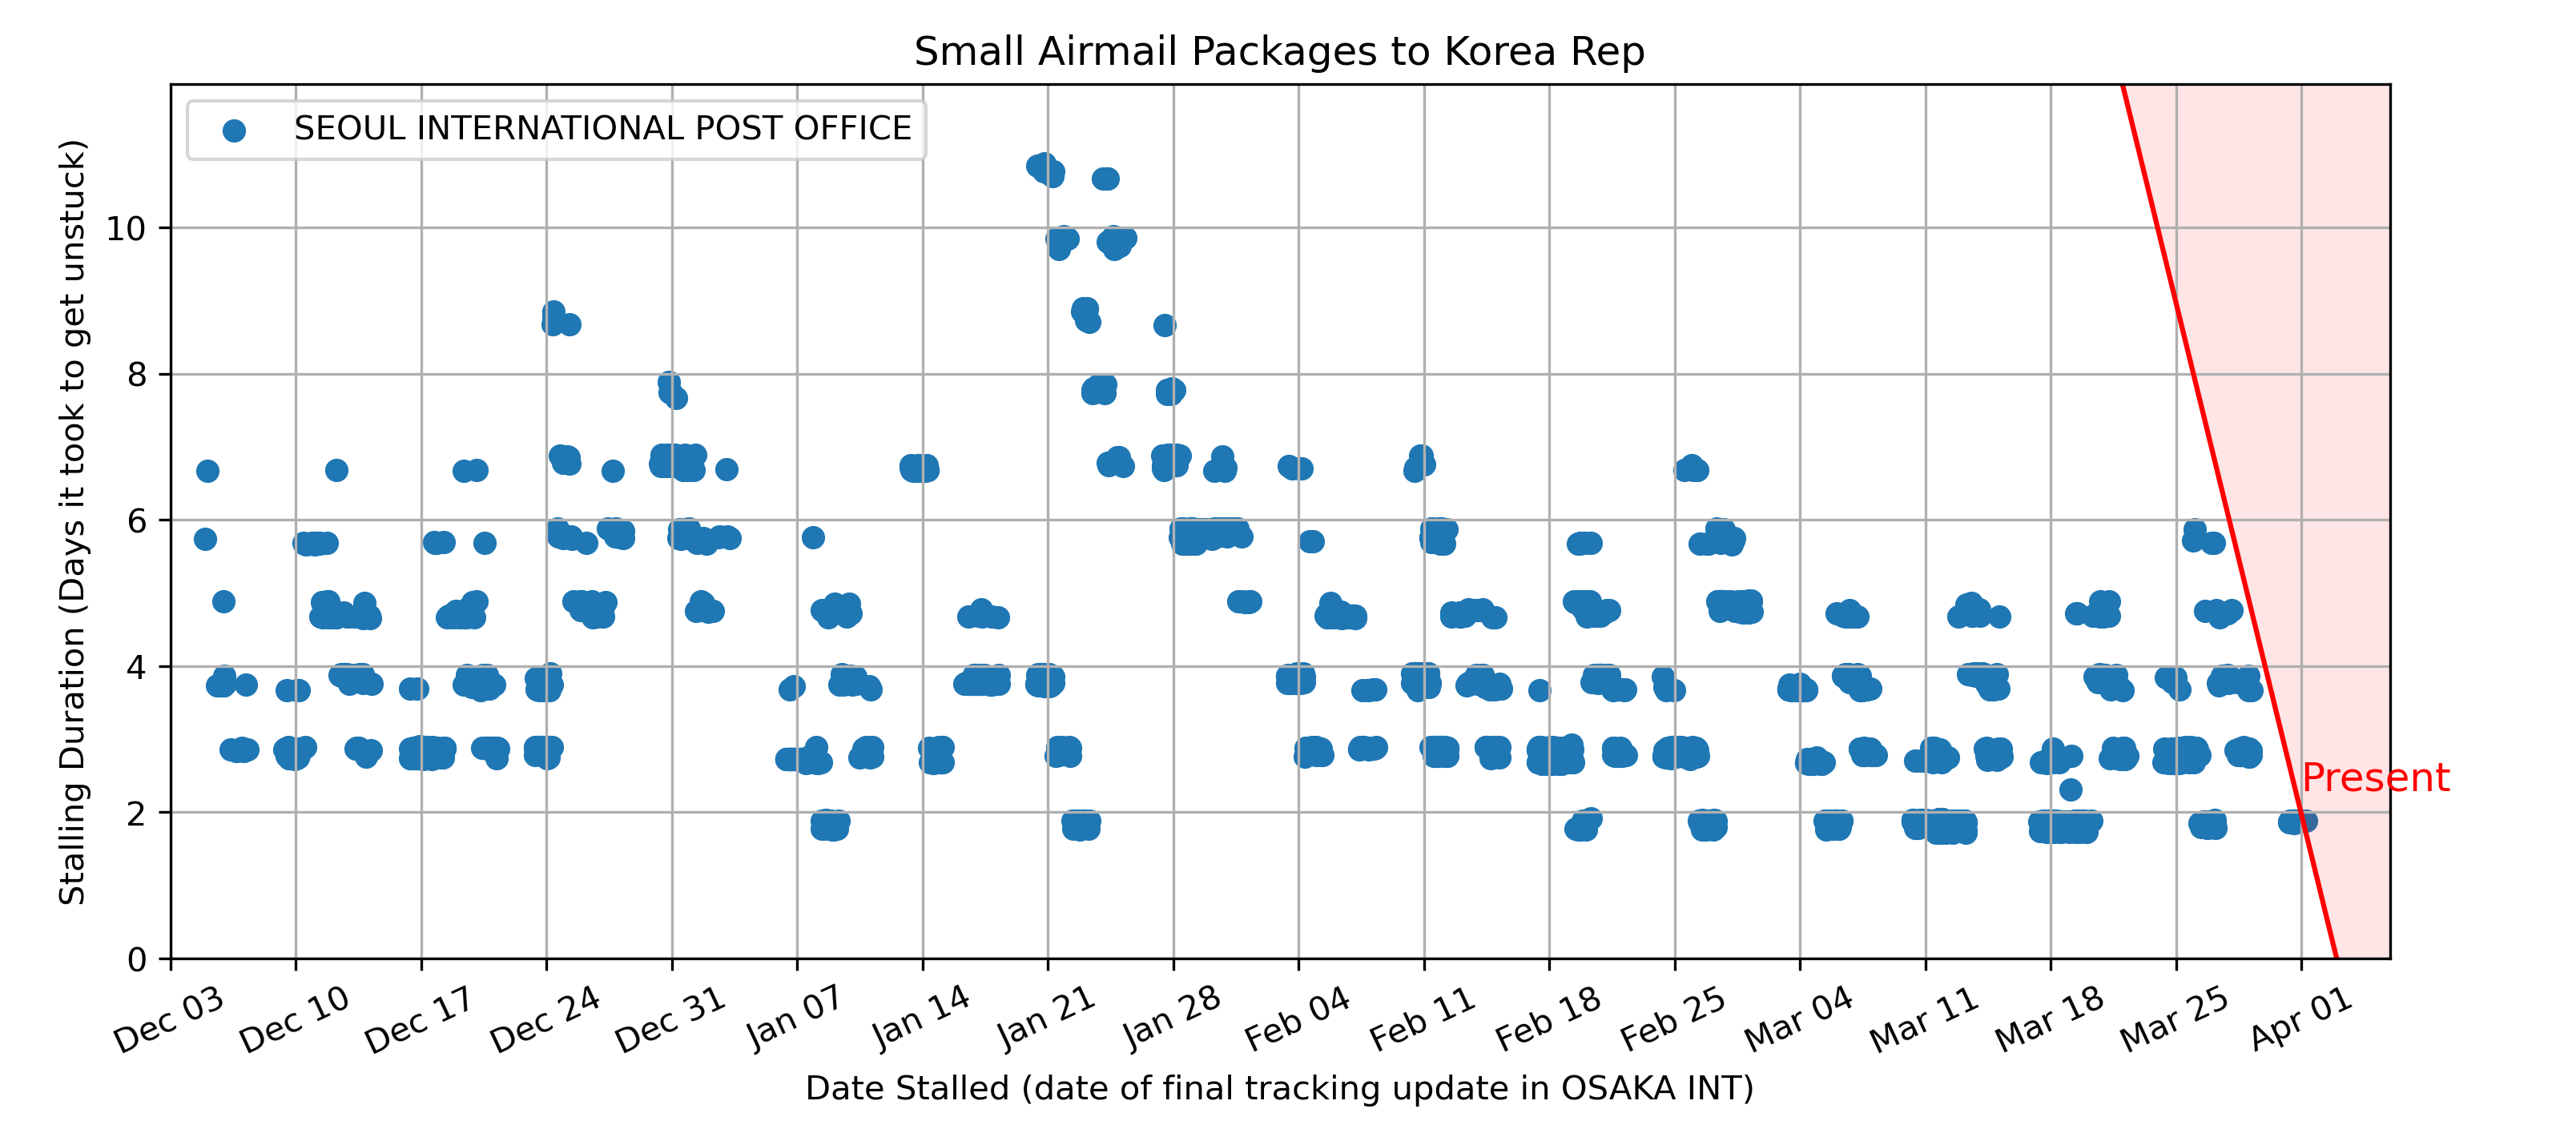 Small Airmail Packages to Korea Rep
SEOUL INTERNATIONAL POST OFFICE
Stalling Duration (Days it took to get unstuck)
10
8
6
4
2
0
Present
Dec 03 Dec 10 Dec 17 Dec 24 Dec 31 Jan 07 Jan 14 Jan 21 Jan 28 Feb 04 Feb 11 Feb 18 Feb 25 Mar 04 Mar 11 Mar 18 Mar 25 Apr 01
Date Stalled (date of final tracking update in OSAKA INT)